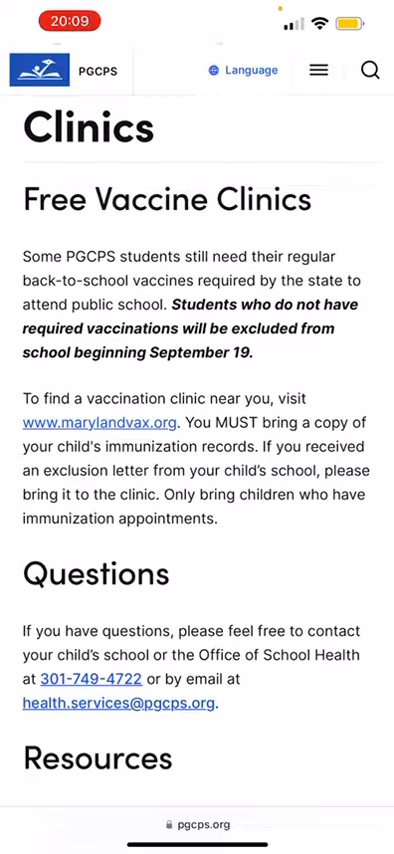 20:09
PGCPS
Language
Clinics
Free Vaccine Clinics
Some PGCPS students still need their regular
back-to-school vaccines required by the state to
attend public school. Students who do not have
required vaccinations will be excluded from
school beginning September 19.
To find a vaccination clinic near you, visit
www.marylandvax.org. You MUST bring a copy of
your child's immunization records. If you received
an exclusion letter from your child’s school, please
bring it to the clinic. Only bring children who have
immunization appointments.
Questions
If you have questions, please feel free to contact
your child’s school or the Office of School Health
at 301-749-4722 or by email at
health.services@pgcps.org.
Resources
pgcps.org